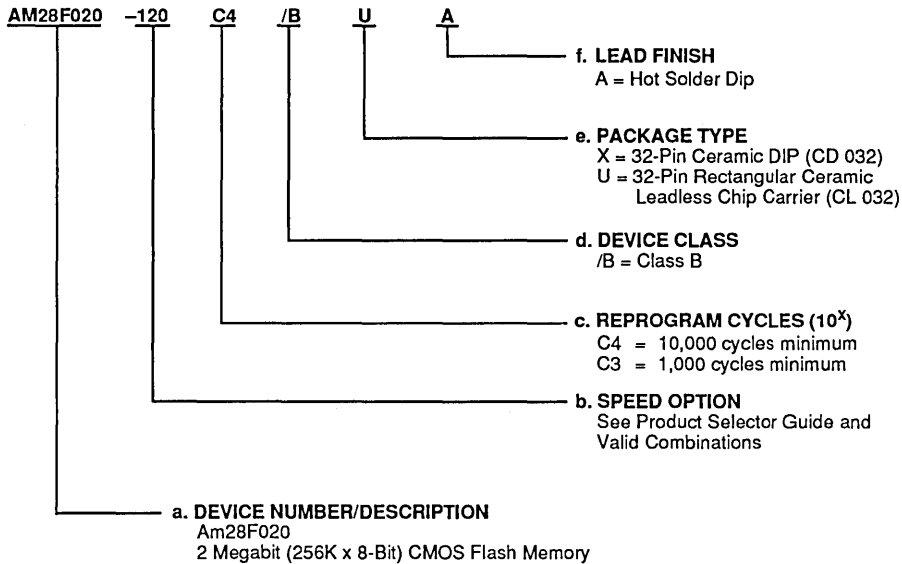 AM28F020 –120 C4 /B U A
f. LEAD FINISH
A = Hot Solder Dip
e. PACKAGE TYPE
X = 32-Pin Ceramic DIP (CD 032)
U = 32-Pin Rectangular Ceramic
Leadless Chip Carrier (CL 032)
d. DEVICE CLASS
/B = Class B
c. REPROGRAM CYCLES (10ˣ)
C4 = 10,000 cycles minimum
C3 = 1,000 cycles minimum
b. SPEED OPTION
See Product Selector Guide and
Valid Combinations
a. DEVICE NUMBER/DESCRIPTION
Am28F020
2 Megabit (256K x 8-Bit) CMOS Flash Memory